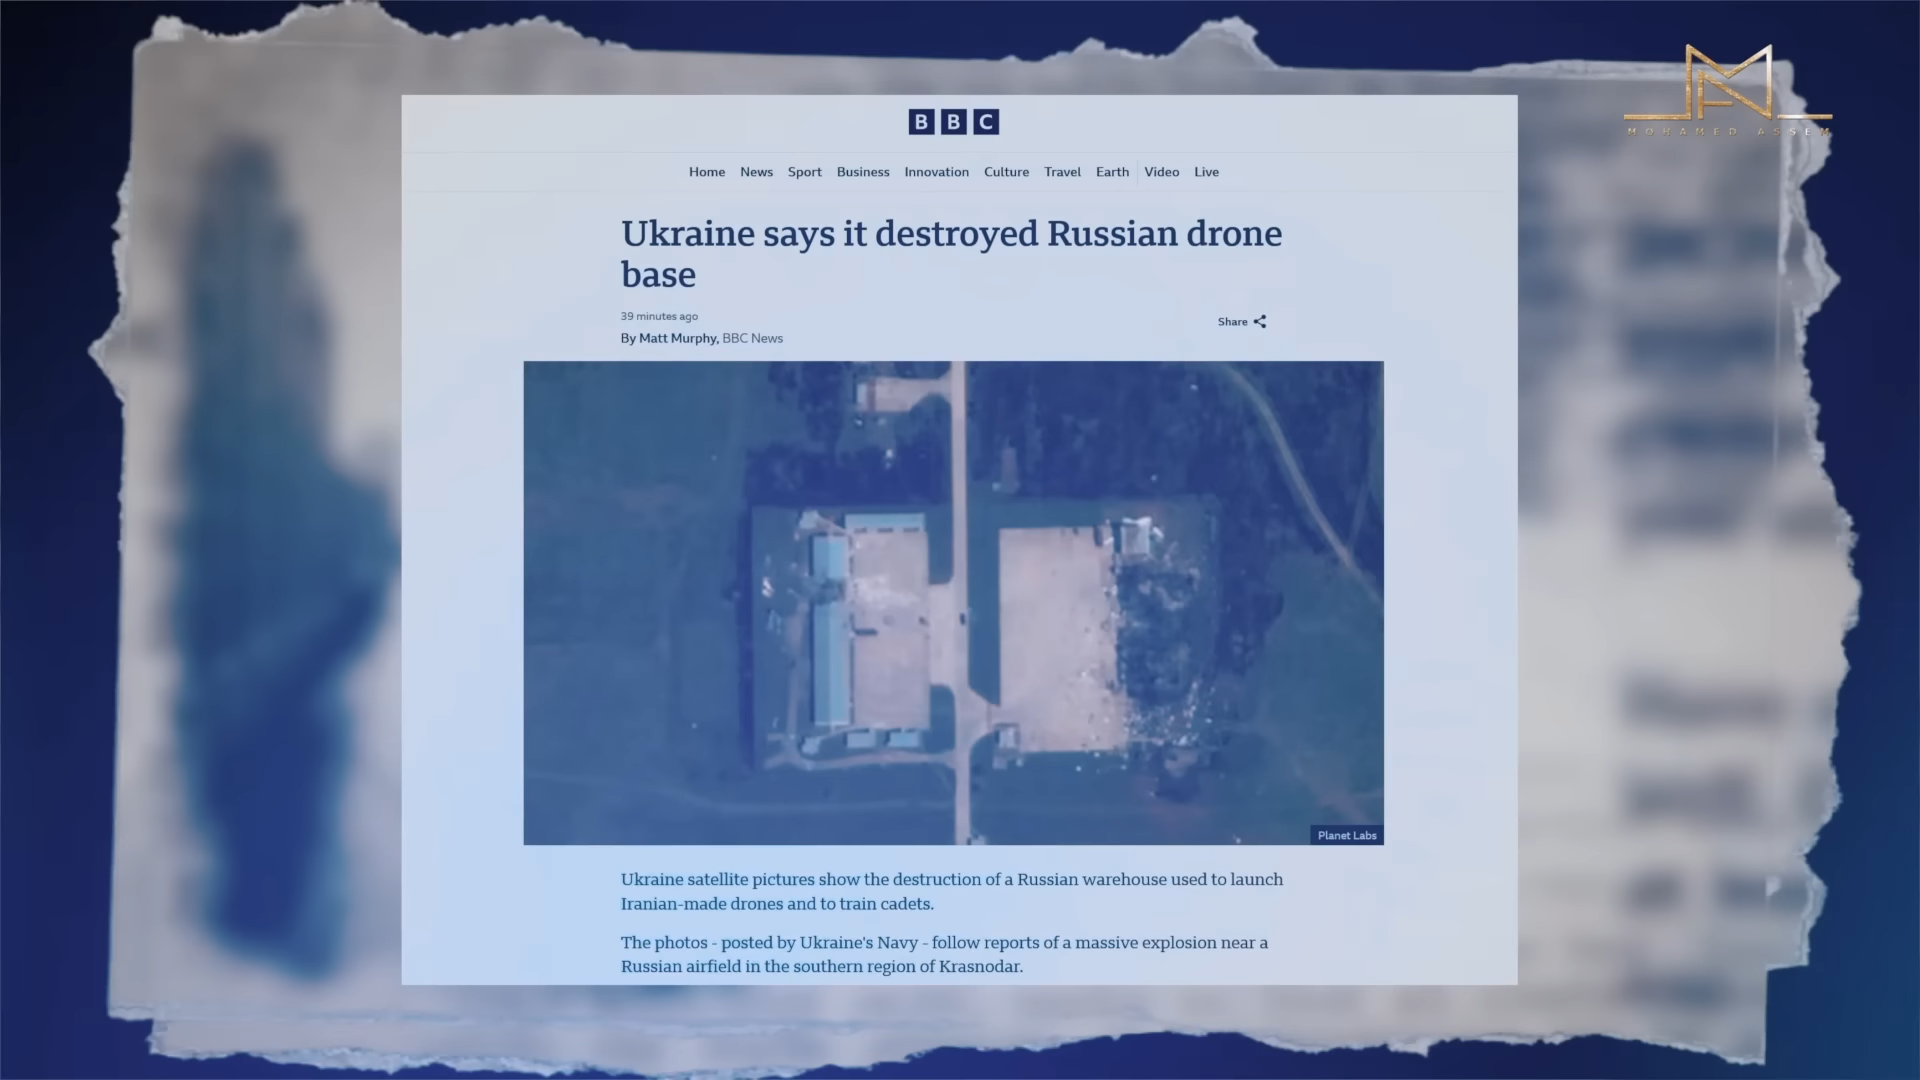 BBC
MOHAMED ASSEM
Home News Sport Business Innovation Culture Travel Earth Video Live
Ukraine says it destroyed Russian drone
base
39 minutes ago
Share
By Matt Murphy, BBC News
Planet Labs
Ukraine satellite pictures show the destruction of a Russian warehouse used to launch
Iranian-made drones and to train cadets.
The photos - posted by Ukraine's Navy - follow reports of a massive explosion near a
Russian airfield in the southern region of Krasnodar.